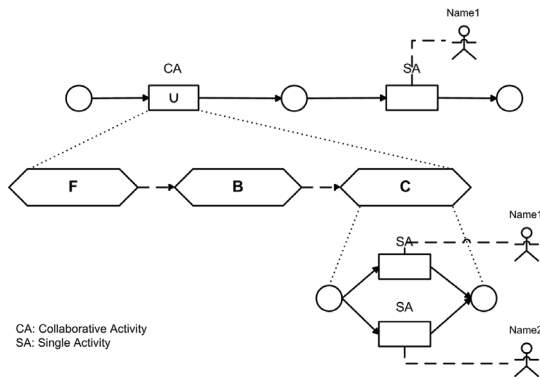 Name1
CA
SA
U
F
B
C
Name1
SA
SA
Name2
CA: Collaborative Activity
SA: Single Activity